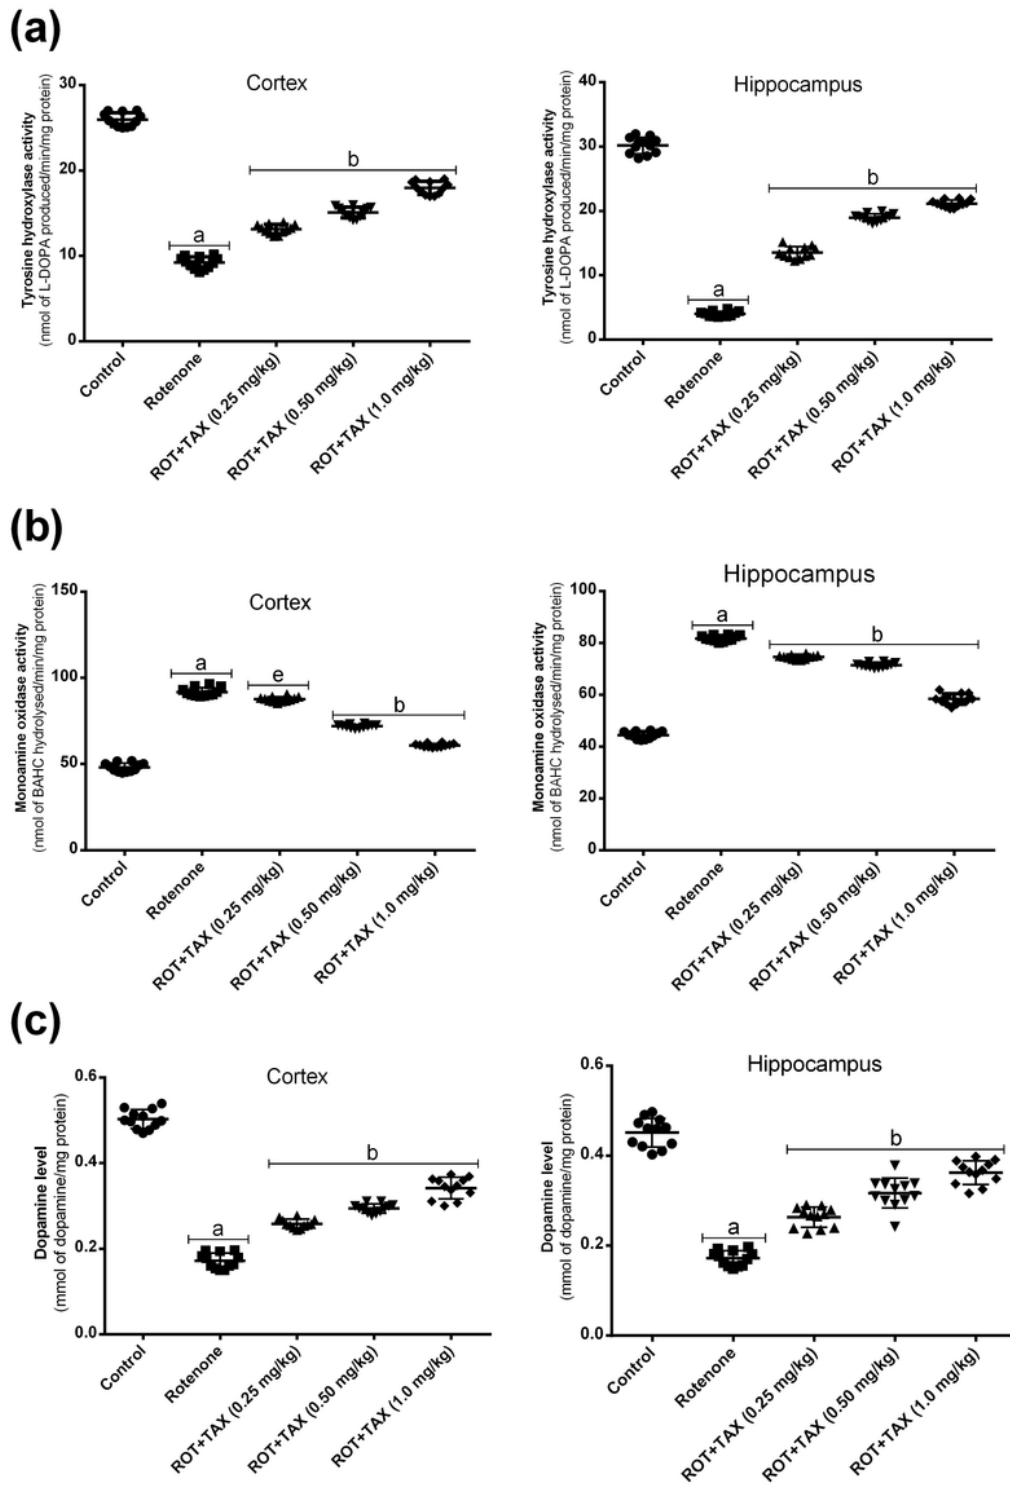 (a)
Cortex
Tyrosine hydroxylase activity
(nmol of L-DOPA produced/min/mg protein)
30
20
10
0
a
b
Control
Rotenone
ROT+TAX (0.25 mg/kg)
ROT+TAX (0.50 mg/kg)
ROT+TAX (1.0 mg/kg)
Hippocampus
Tyrosine hydroxylase activity
(nmol of L-DOPA produced/min/mg protein)
40
30
20
10
0
a
b
Control
Rotenone
ROT+TAX (0.25 mg/kg)
ROT+TAX (0.50 mg/kg)
ROT+TAX (1.0 mg/kg)
(b)
Cortex
Monoamine oxidase activity
(nmol of BAHC hydrolysed/min/mg protein)
150
100
50
0
a
e
b
Control
Rotenone
ROT+TAX (0.25 mg/kg)
ROT+TAX (0.50 mg/kg)
ROT+TAX (1.0 mg/kg)
Hippocampus
Monoamine oxidase activity
(nmol of BAHC hydrolysed/min/mg protein)
100
80
60
40
20
0
a
b
Control
Rotenone
ROT+TAX (0.25 mg/kg)
ROT+TAX (0.50 mg/kg)
ROT+TAX (1.0 mg/kg)
(c)
Cortex
Dopamine level
(mmol of dopamine/mg protein)
0.6
0.4
0.2
0.0
a
b
Control
Rotenone
ROT+TAX (0.25 mg/kg)
ROT+TAX (0.50 mg/kg)
ROT+TAX (1.0 mg/kg)
Hippocampus
Dopamine level
(mmol of dopamine/mg protein)
0.6
0.4
0.2
0.0
a
b
Control
Rotenone
ROT+TAX (0.25 mg/kg)
ROT+TAX (0.50 mg/kg)
ROT+TAX (1.0 mg/kg)